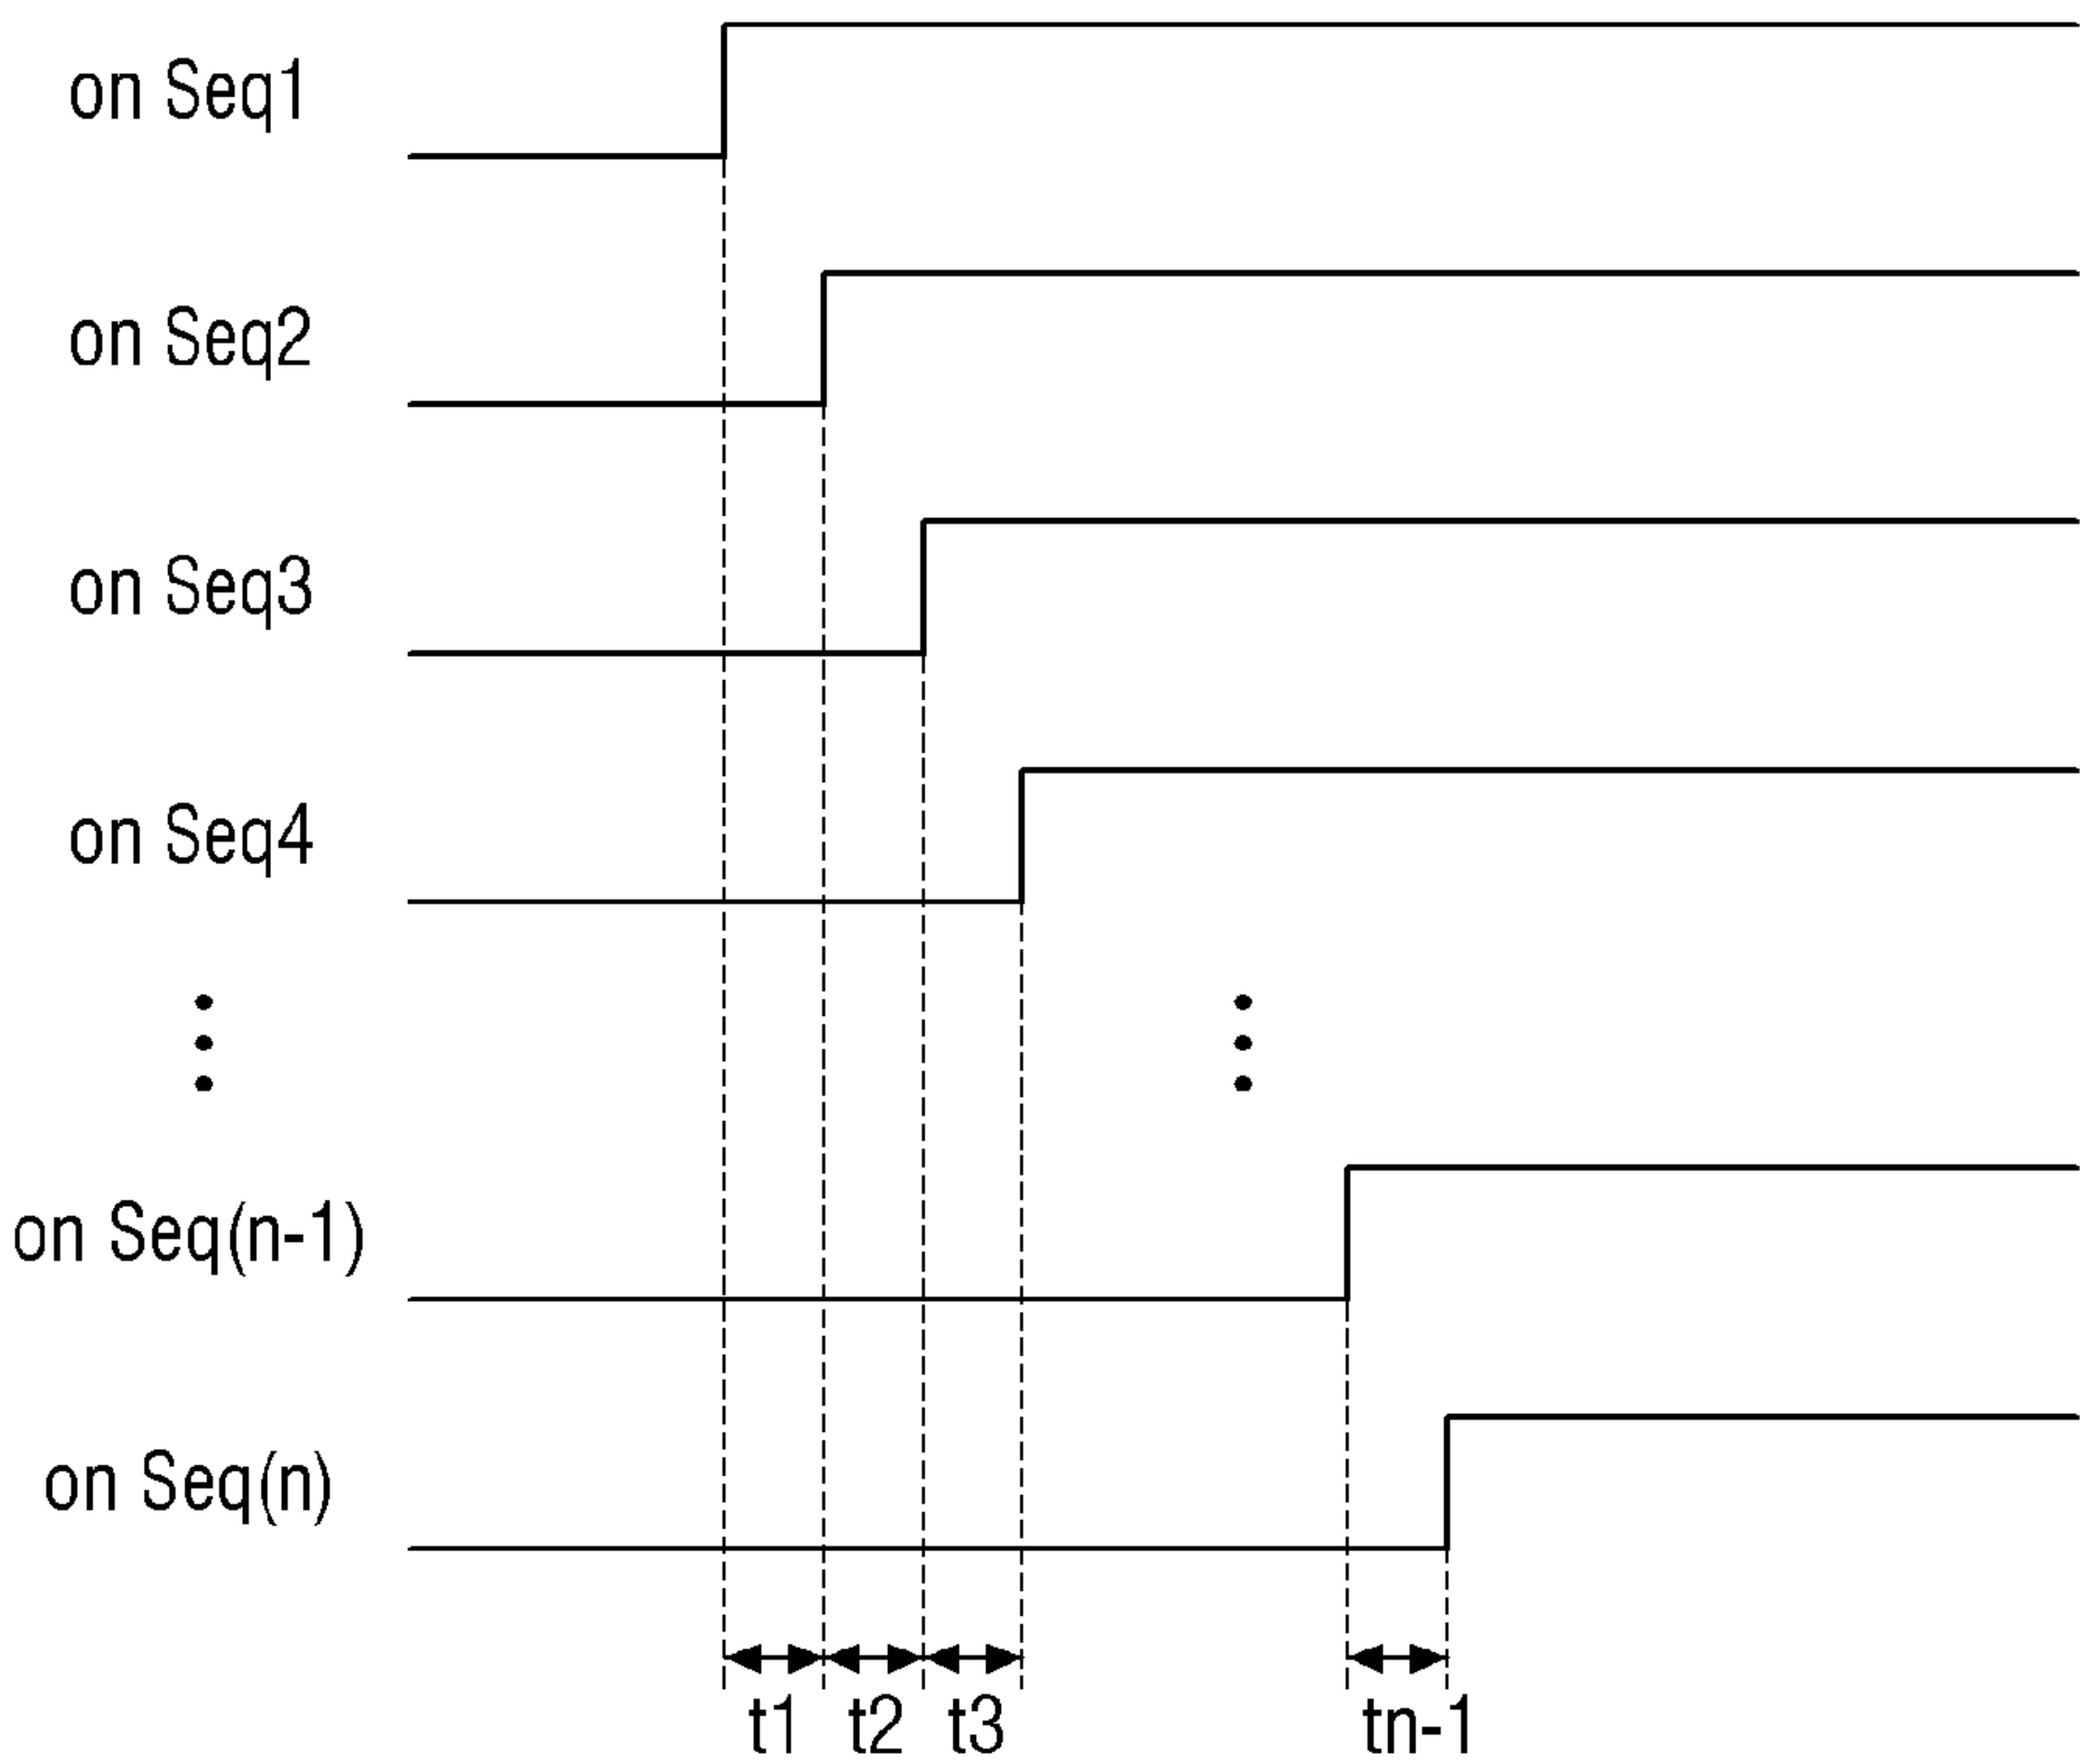 on Seq1
on Seq2
on Seq3
on Seq4
on Seq(n-1)
on Seq(n)
t1 t2 t3 tn-1